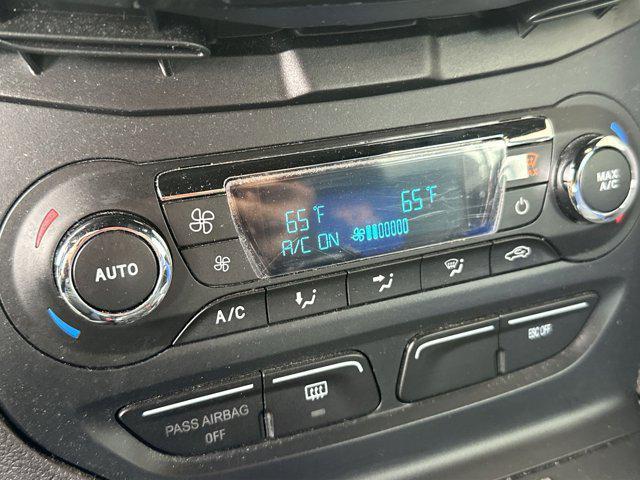 65°F 65°F
A/C ON
AUTO
MAX
A/C
A/C
PASS AIRBAG
OFF
ESC OFF